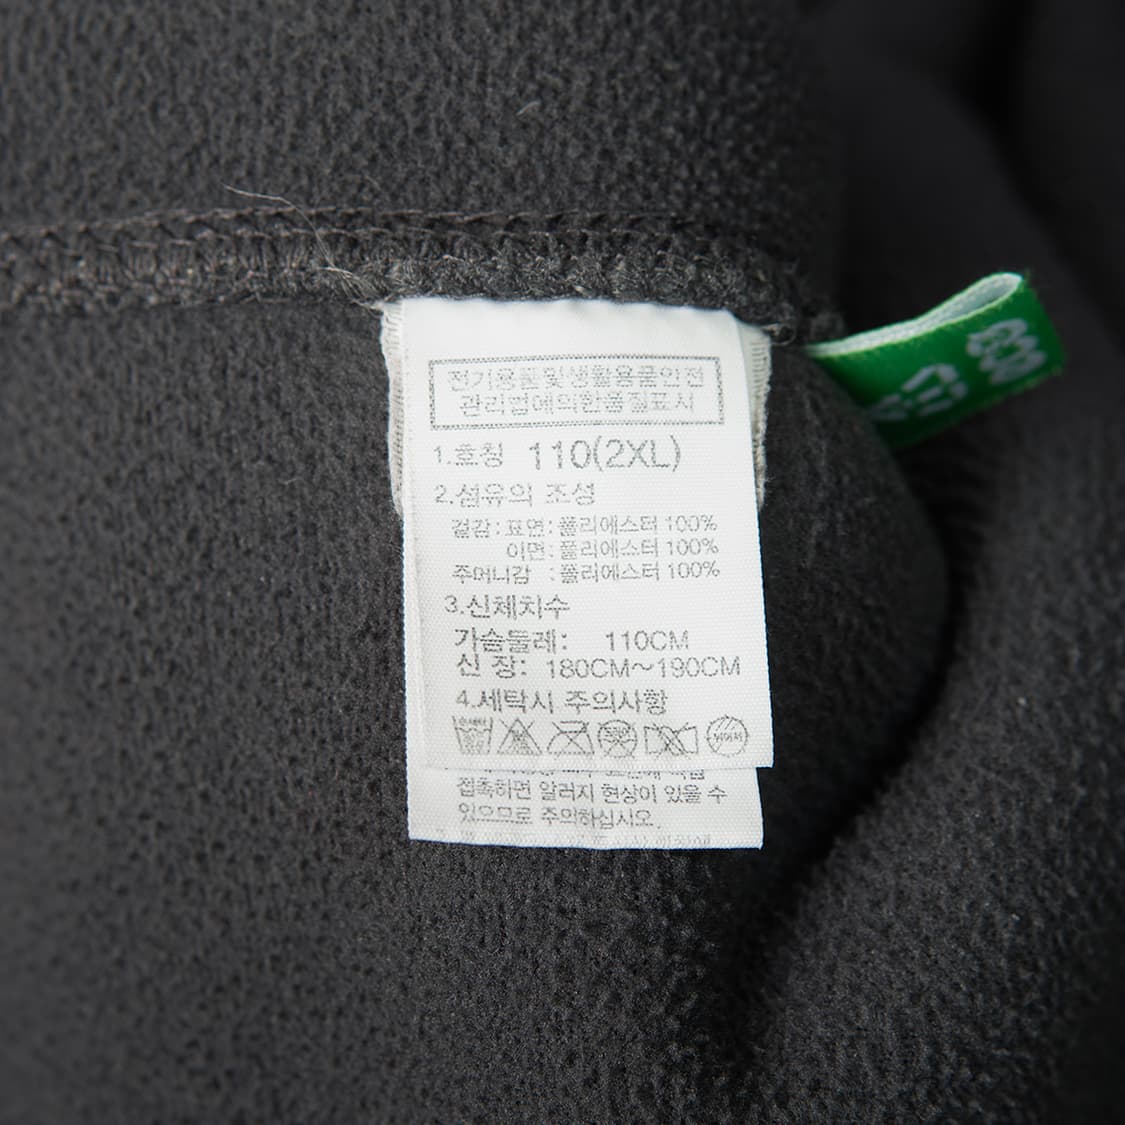 전기용품및생활용품안전
관리법에의한품질표시
1.호칭 110(2XL)
2.섬유의 조성
겉감:표면:폴리에스터 100%
이면:폴리에스터 100%
주머니감 :폴리에스터 100%
3.신체치수
가슴둘레: 110CM
신 장: 180CM~190CM
4.세탁시 주의사항
접촉하면 알러지 현상이 있을 수
있으므로 주의하십시오.